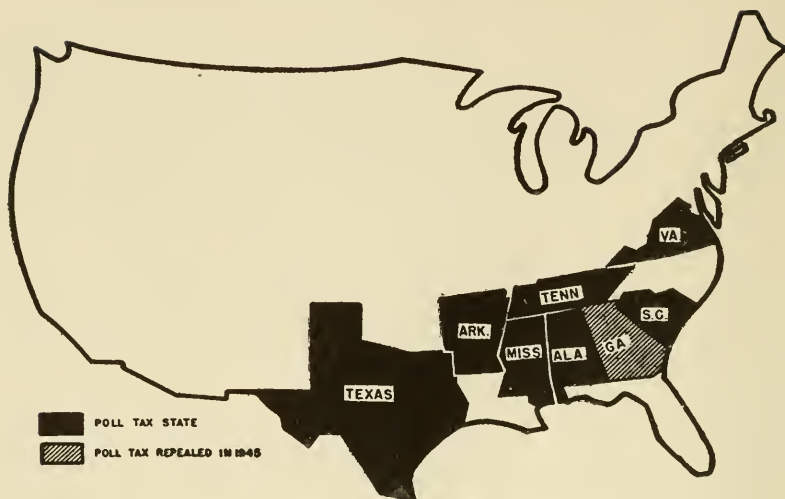 VA.
TENN
ARK.
S.C.
MISS
ALA.
GA.
TEXAS
POLL TAX STATE
POLL TAX REPEALED IN 1945